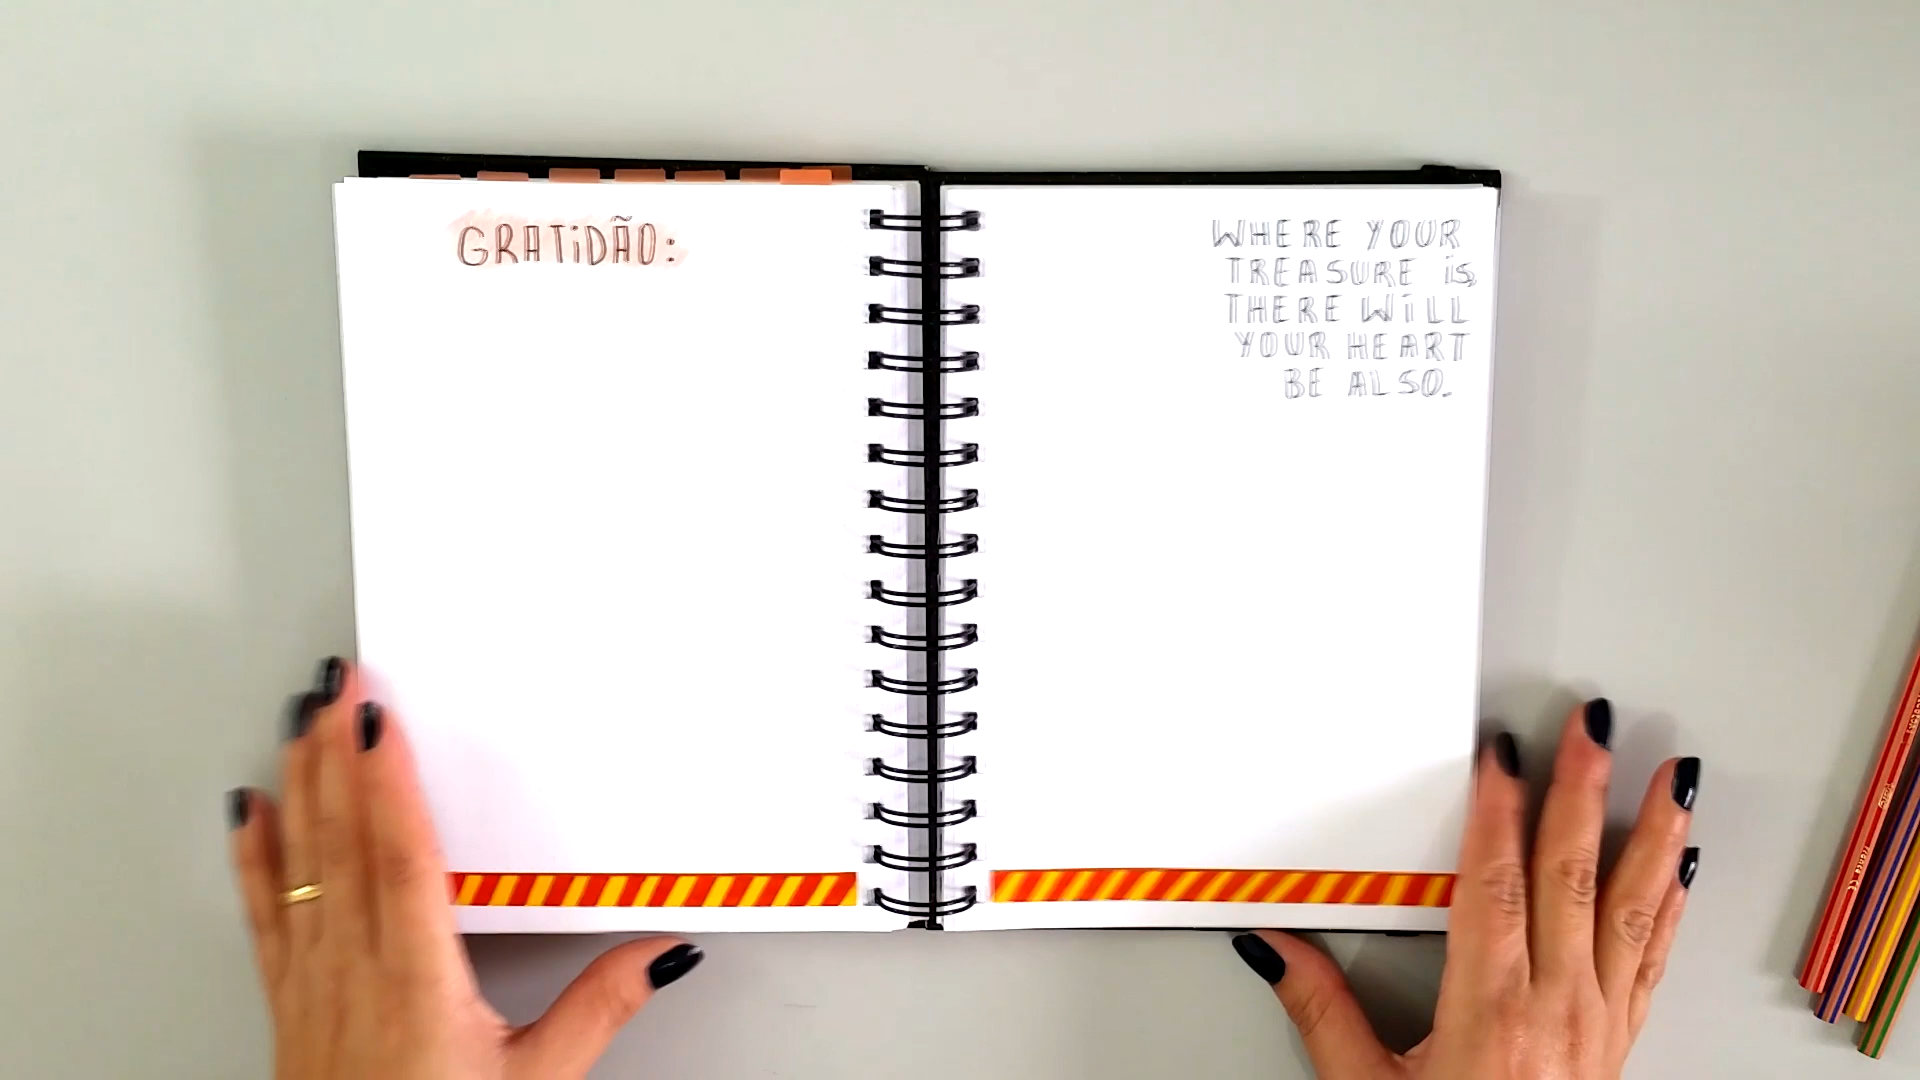 GRATiDÃO:
WHERE YOUR
TREASURE iS,
THERE WiLL
YOUR HEART
BE ALSO.